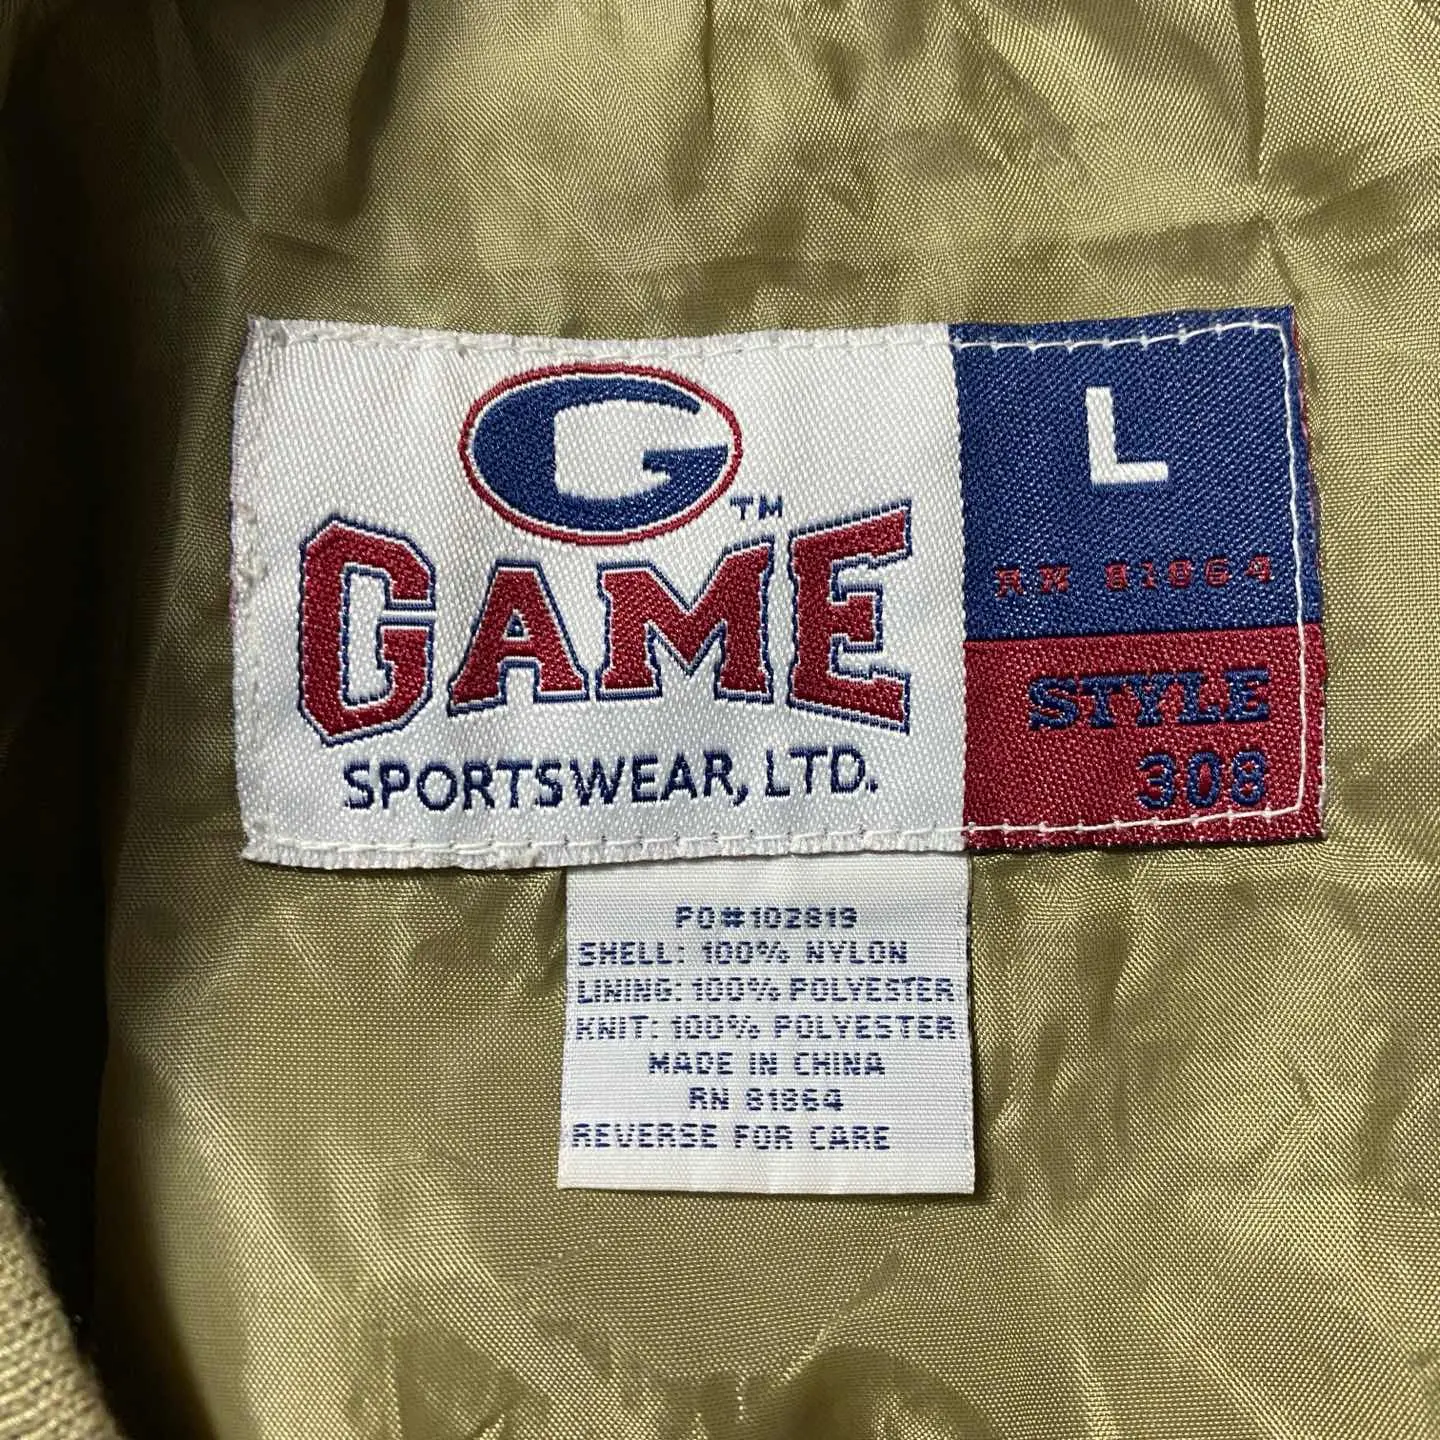 G™
GAME
SPORTSWEAR, LTD.
L
RN 81864
STYLE
308
PO#102819
SHELL: 100% NYLON
LINING: 100% POLYESTER
KNIT: 100% POLYESTER
MADE IN CHINA
RN 81864
REVERSE FOR CARE